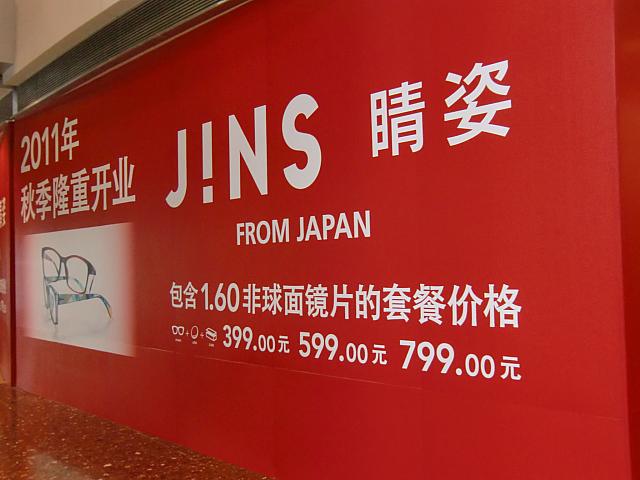 2011年
秋季隆重开业
J!NS 睛姿
FROM JAPAN
包含1.60非球面镜片的套餐价格
399.00元 599.00元 799.00元